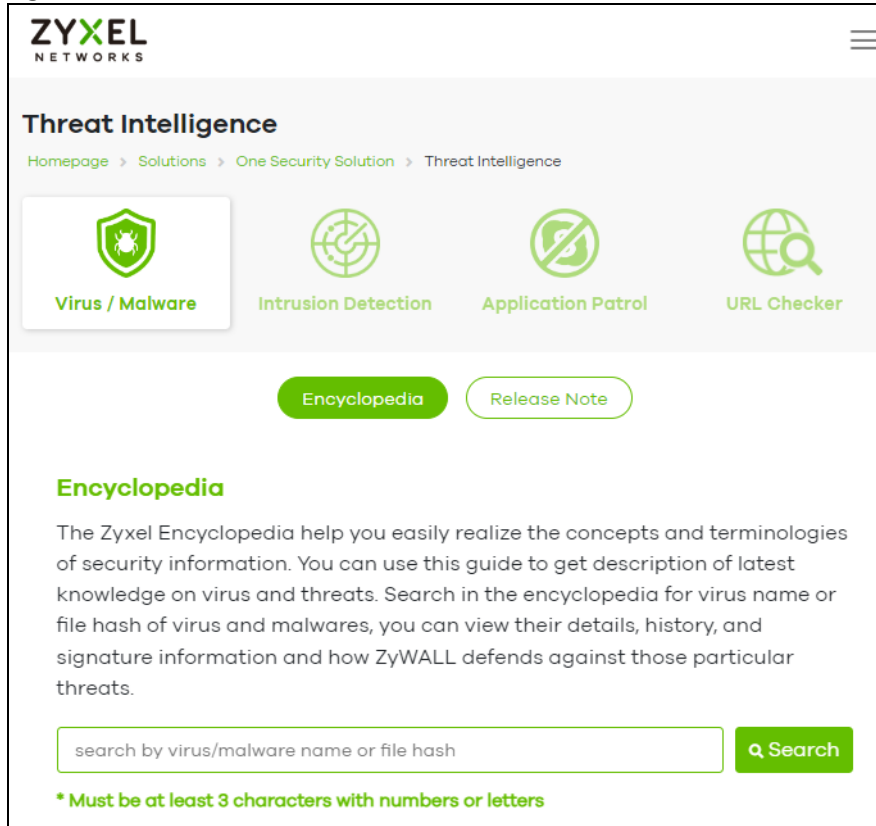 ZYXEL
NETWORKS
Threat Intelligence
Homepage > Solutions > One Security Solution > Threat Intelligence
Virus / Malware
Intrusion Detection
Application Patrol
URL Checker
Encyclopedia
Release Note
Encyclopedia
The Zyxel Encyclopedia help you easily realize the concepts and terminologies
of security information. You can use this guide to get description of latest
knowledge on virus and threats. Search in the encyclopedia for virus name or
file hash of virus and malwares, you can view their details, history, and
signature information and how ZyWALL defends against those particular
threats.
search by virus/malware name or file hash
Search
* Must be at least 3 characters with numbers or letters